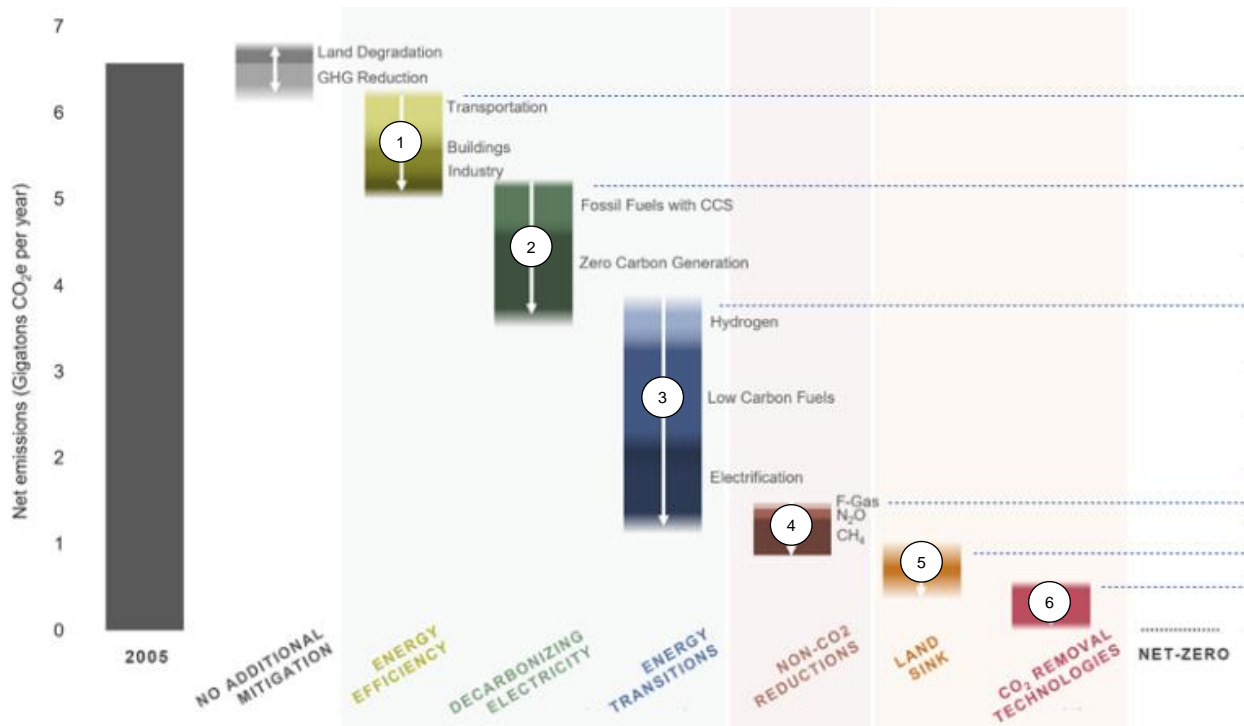 Net emissions (Gigatons CO₂e per year)
7
6
5
4
3
2
1
0
2005
Land Degradation
GHG Reduction
NO ADDITIONAL
MITIGATION
1
Transportation
Buildings
Industry
ENERGY
EFFICIENCY
2
Fossil Fuels with CCS
Zero Carbon Generation
DECARBONIZING
ELECTRICITY
3
Hydrogen
Low Carbon Fuels
Electrification
ENERGY
TRANSITIONS
4
F-Gas
N₂O
CH₄
NON-CO2
REDUCTIONS
5
LAND
SINK
6
CO₂ REMOVAL
TECHNOLOGIES
NET-ZERO